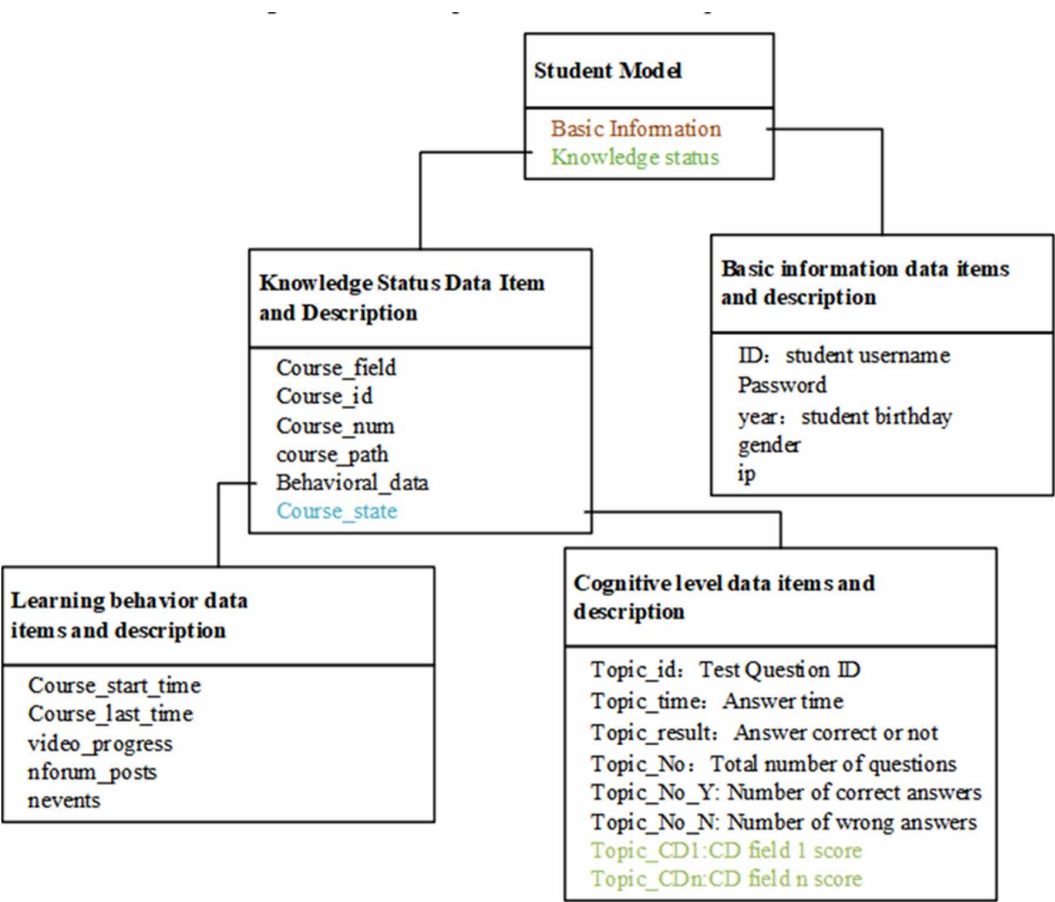 Student Model
Basic Information
Knowledge status
Knowledge Status Data Item
and Description
Course_field
Course_id
Course_num
course_path
Behavioral_data
Course_state
Basic information data items
and description
ID：student username
Password
year：student birthday
gender
ip
Learning behavior data
items and description
Course_start_time
Course_last_time
video_progress
nforum_posts
nevents
Cognitive level data items and
description
Topic_id：Test Question ID
Topic_time：Answer time
Topic_result：Answer correct or not
Topic_No：Total number of questions
Topic_No_Y: Number of correct answers
Topic_No_N: Number of wrong answers
Topic_CD1:CD field 1 score
Topic_CDn:CD field n score